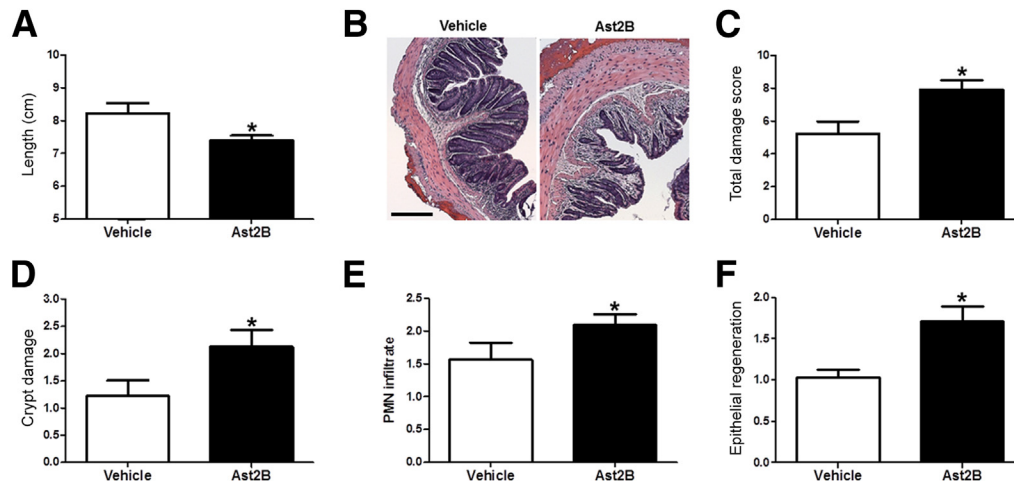 A
Length (cm)
10
9
8
7
6
5
*
Vehicle
Ast2B
B
Vehicle
Ast2B
C
Total damage score
10
8
6
4
2
0
*
Vehicle
Ast2B
D
Crypt damage
3.0
2.5
2.0
1.5
1.0
0.5
0.0
*
Vehicle
Ast2B
E
PMN infiltrate
2.5
2.0
1.5
1.0
0.5
0.0
*
Vehicle
Ast2B
F
Epithelial regeneration
2.0
1.5
1.0
0.5
0.0
*
Vehicle
Ast2B